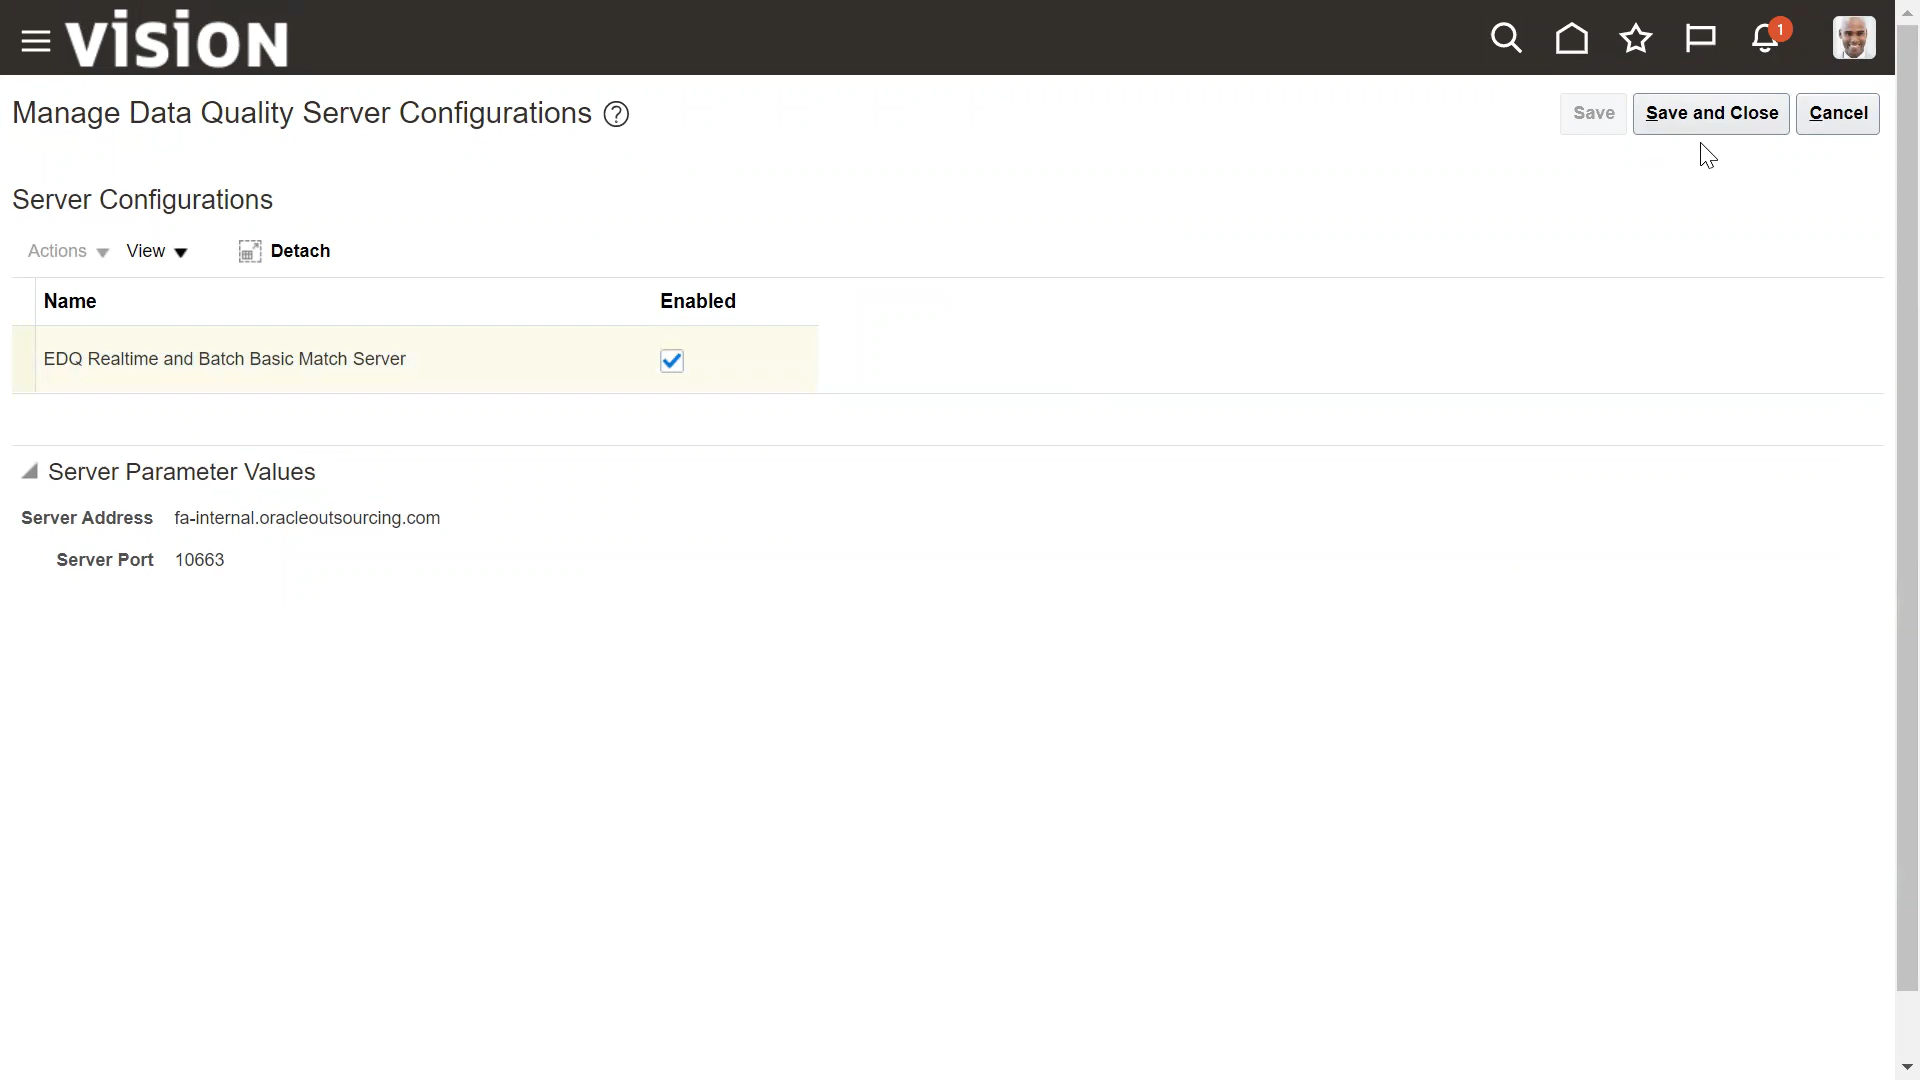 vision
1
Manage Data Quality Server Configurations ?
Save Save and Close Cancel
Server Configurations
Actions View Detach
Name Enabled
EDQ Realtime and Batch Basic Match Server
Server Parameter Values
Server Address fa-internal.oracleoutsourcing.com
Server Port 10663